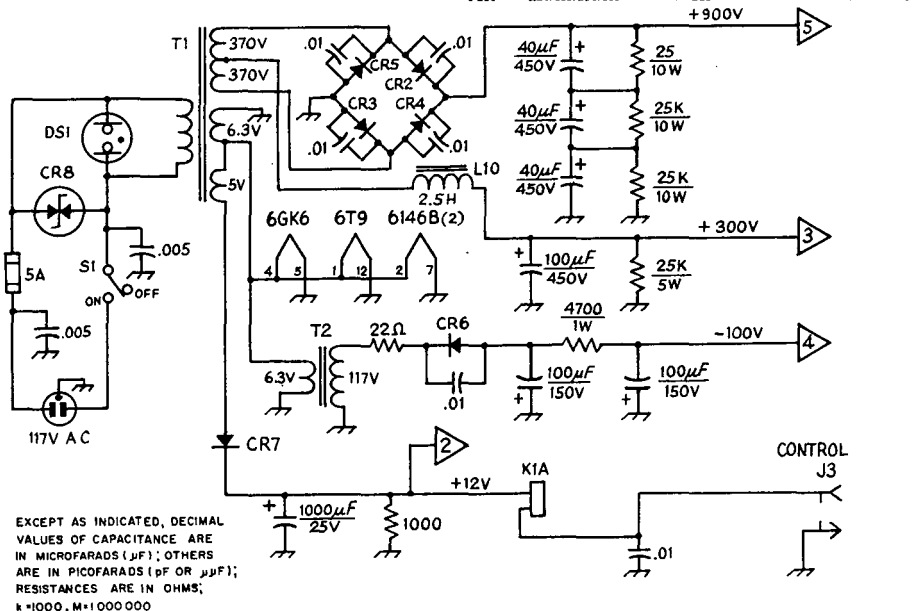 +900V
5
T1
370V
370V
.01
.01
CR5
CR2
CR3
CR4
.01
.01
40µF
450V
+
25
10W
40µF
450V
+
25K
10W
40µF
450V
+
25K
10W
DS1
6.3V
5V
CR8
L10
2.5H
6GK6
6T9
6146B(2)
+300V
3
4
5
1
12
2
7
+
100µF
450V
25K
5W
.005
S1
5A
ON
OFF
.005
117V AC
T2
6.3V
117V
22Ω
CR6
.01
4700
1W
-100V
4
100µF
150V
+
100µF
150V
+
CR7
2
+12V
K1A
CONTROL
J3
+
1000µF
25V
1000
.01
EXCEPT AS INDICATED, DECIMAL
VALUES OF CAPACITANCE ARE
IN MICROFARADS (µF); OTHERS
ARE IN PICOFARADS (pF OR µµF);
RESISTANCES ARE IN OHMS;
k=1000, M=1000000